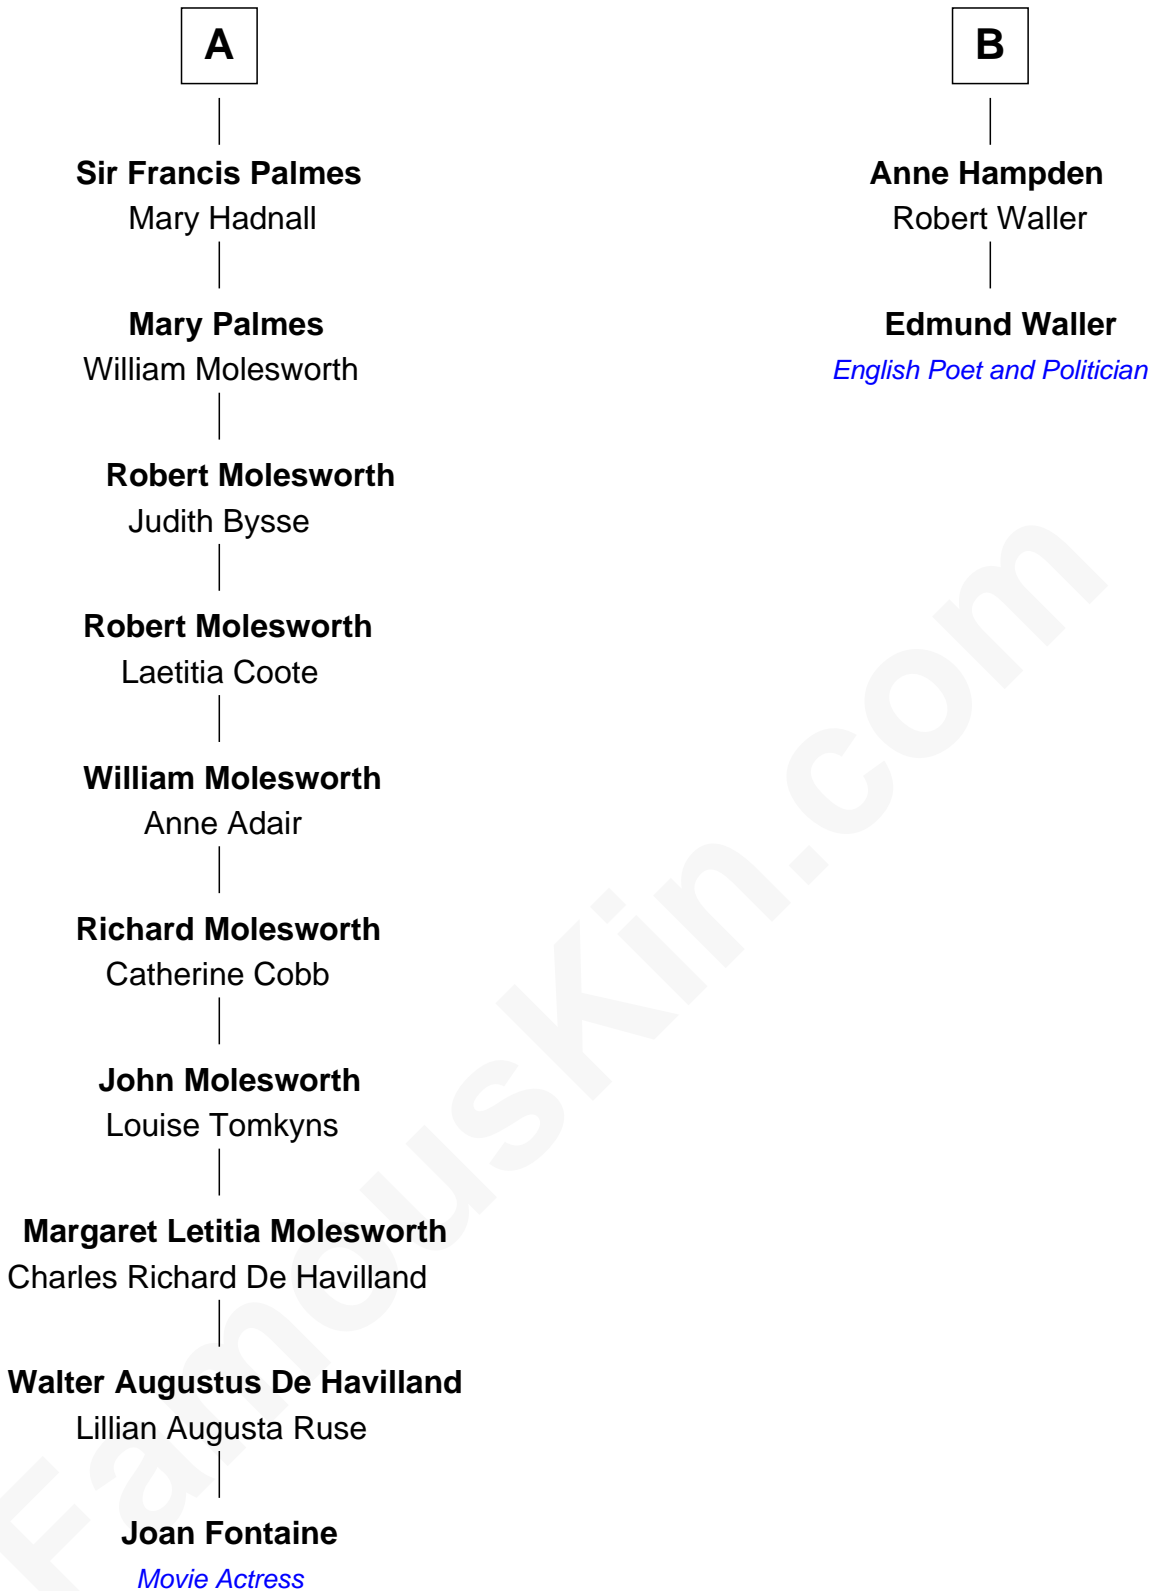 A
Sir Francis Palmes
Mary Hadnall
Mary Palmes
William Molesworth
Robert Molesworth
Judith Bysse
Robert Molesworth
Laetitia Coote
William Molesworth
Anne Adair
Richard Molesworth
Catherine Cobb
John Molesworth
Louise Tomkyns
Margaret Letitia Molesworth
Charles Richard De Havilland
Walter Augustus De Havilland
Lillian Augusta Ruse
Joan Fontaine
Movie Actress
B
Anne Hampden
Robert Waller
Edmund Waller
English Poet and Politician
FamousKin.com